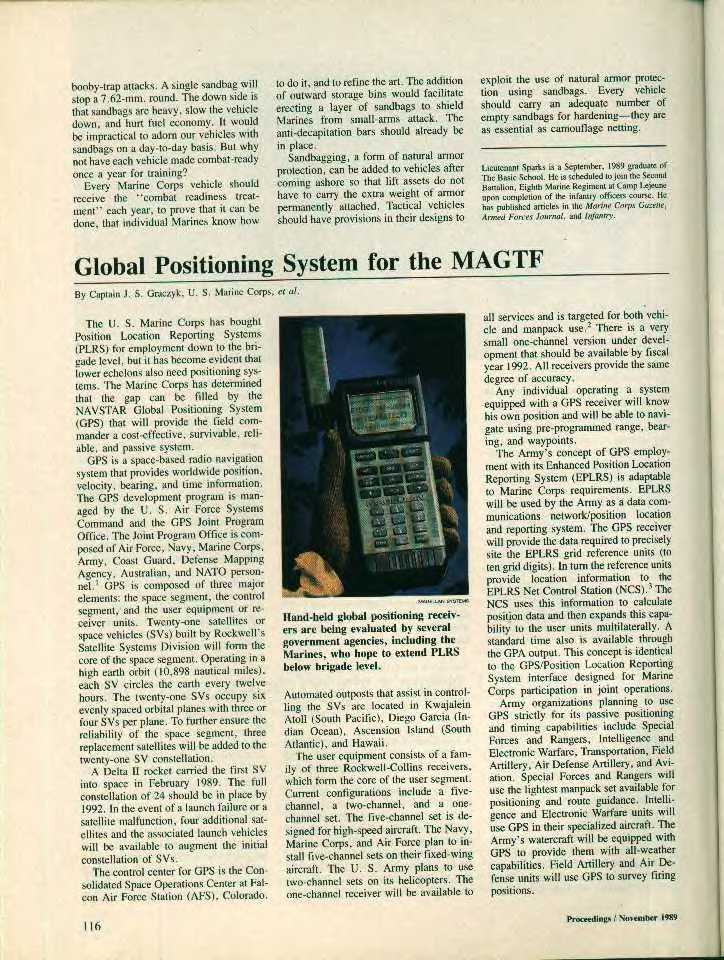 booby-trap attacks. A single sandbag will
stop a 7.62-mm. round. The down side is
that sandbags are heavy, slow the vehicle
down, and hurt fuel economy. It would
be impractical to adorn our vehicles with
sandbags on a day-to-day basis. But why
not have each vehicle made combat-ready
once a year for training?
Every Marine Corps vehicle should
receive the "combat readiness treat-
ment" each year, to prove that it can be
done, that individual Marines know how
to do it, and to refine the art. The addition
of outward storage bins would facilitate
erecting a layer of sandbags to shield
Marines from small-arms attack. The
anti-decapitation bars should already be
in place.
Sandbagging, a form of natural armor
protection, can be added to vehicles after
coming ashore so that lift assets do not
have to carry the extra weight of armor
permanently attached. Tactical vehicles
should have provisions in their designs to
exploit the use of natural armor protec-
tion using sandbags. Every vehicle
should carry an adequate number of
empty sandbags for hardening—they are
as essential as camouflage netting.
Lieutenant Sparks is a September, 1989 graduate of
The Basic School. He is scheduled to join the Second
Battalion, Eighth Marine Regiment at Camp Lejeune
upon completion of the infantry officers course. He
has published articles in the Marine Corps Gazette,
Armed Forces Journal, and Infantry.
Global Positioning System for the MAGTF
By Captain J. S. Graczyk, U. S. Marine Corps, et al.
The U. S. Marine Corps has bought
Position Location Reporting Systems
(PLRS) for employment down to the bri-
gade level, but it has become evident that
lower echelons also need positioning sys-
tems. The Marine Corps has determined
that the gap can be filled by the
NAVSTAR Global Positioning System
(GPS) that will provide the field com-
mander a cost-effective, survivable, reli-
able, and passive system.
GPS is a space-based radio navigation
system that provides worldwide position,
velocity, bearing, and time information.
The GPS development program is man-
aged by the U. S. Air Force Systems
Command and the GPS Joint Program
Office. The Joint Program Office is com-
posed of Air Force, Navy, Marine Corps,
Army, Coast Guard, Defense Mapping
Agency, Australian, and NATO person-
nel.1 GPS is composed of three major
elements: the space segment, the control
segment, and the user equipment or re-
ceiver units. Twenty-one satellites or
space vehicles (SVs) built by Rockwell's
Satellite Systems Division will form the
core of the space segment. Operating in a
high earth orbit (10,898 nautical miles),
each SV circles the earth every twelve
hours. The twenty-one SVs occupy six
evenly spaced orbital planes with three or
four SVs per plane. To further ensure the
reliability of the space segment, three
replacement satellites will be added to the
twenty-one SV constellation.
A Delta II rocket carried the first SV
into space in February 1989. The full
constellation of 24 should be in place by
1992. In the event of a launch failure or a
satellite malfunction, four additional sat-
ellites and the associated launch vehicles
will be available to augment the initial
constellation of SVs.
The control center for GPS is the Con-
solidated Space Operations Center at Fal-
con Air Force Station (AFS), Colorado.
MAGELLAN SYSTEMS
Hand-held global positioning receiv-
ers are being evaluated by several
government agencies, including the
Marines, who hope to extend PLRS
below brigade level.
Automated outposts that assist in control-
ling the SVs are located in Kwajalein
Atoll (South Pacific), Diego Garcia (In-
dian Ocean), Ascension Island (South
Atlantic), and Hawaii.
The user equipment consists of a fam-
ily of three Rockwell-Collins receivers,
which form the core of the user segment.
Current configurations include a five-
channel, a two-channel, and a one-
channel set. The five-channel set is de-
signed for high-speed aircraft. The Navy,
Marine Corps, and Air Force plan to in-
stall five-channel sets on their fixed-wing
aircraft. The U. S. Army plans to use
two-channel sets on its helicopters. The
one-channel receiver will be available to
all services and is targeted for both vehi-
cle and manpack use.2 There is a very
small one-channel version under devel-
opment that should be available by fiscal
year 1992. All receivers provide the same
degree of accuracy.
Any individual operating a system
equipped with a GPS receiver will know
his own position and will be able to navi-
gate using pre-programmed range, bear-
ing, and waypoints.
The Army's concept of GPS employ-
ment with its Enhanced Position Location
Reporting System (EPLRS) is adaptable
to Marine Corps requirements. EPLRS
will be used by the Army as a data com-
munications network/position location
and reporting system. The GPS receiver
will provide the data required to precisely
site the EPLRS grid reference units (to
ten grid digits). In turn the reference units
provide location information to the
EPLRS Net Control Station (NCS).3 The
NCS uses this information to calculate
position data and then expands this capa-
bility to the user units multilaterally. A
standard time also is available through
the GPA output. This concept is identical
to the GPS/Position Location Reporting
System interface designed for Marine
Corps participation in joint operations.
Army organizations planning to use
GPS strictly for its passive positioning
and timing capabilities include Special
Forces and Rangers, Intelligence and
Electronic Warfare, Transportation, Field
Artillery, Air Defense Artillery, and Avi-
ation. Special Forces and Rangers will
use the lightest manpack set available for
positioning and route guidance. Intelli-
gence and Electronic Warfare units will
use GPS in their specialized aircraft. The
Army's watercraft will be equipped with
GPS to provide them with all-weather
capabilities. Field Artillery and Air De-
fense units will use GPS to survey firing
positions.
116
Proceedings / November 1989